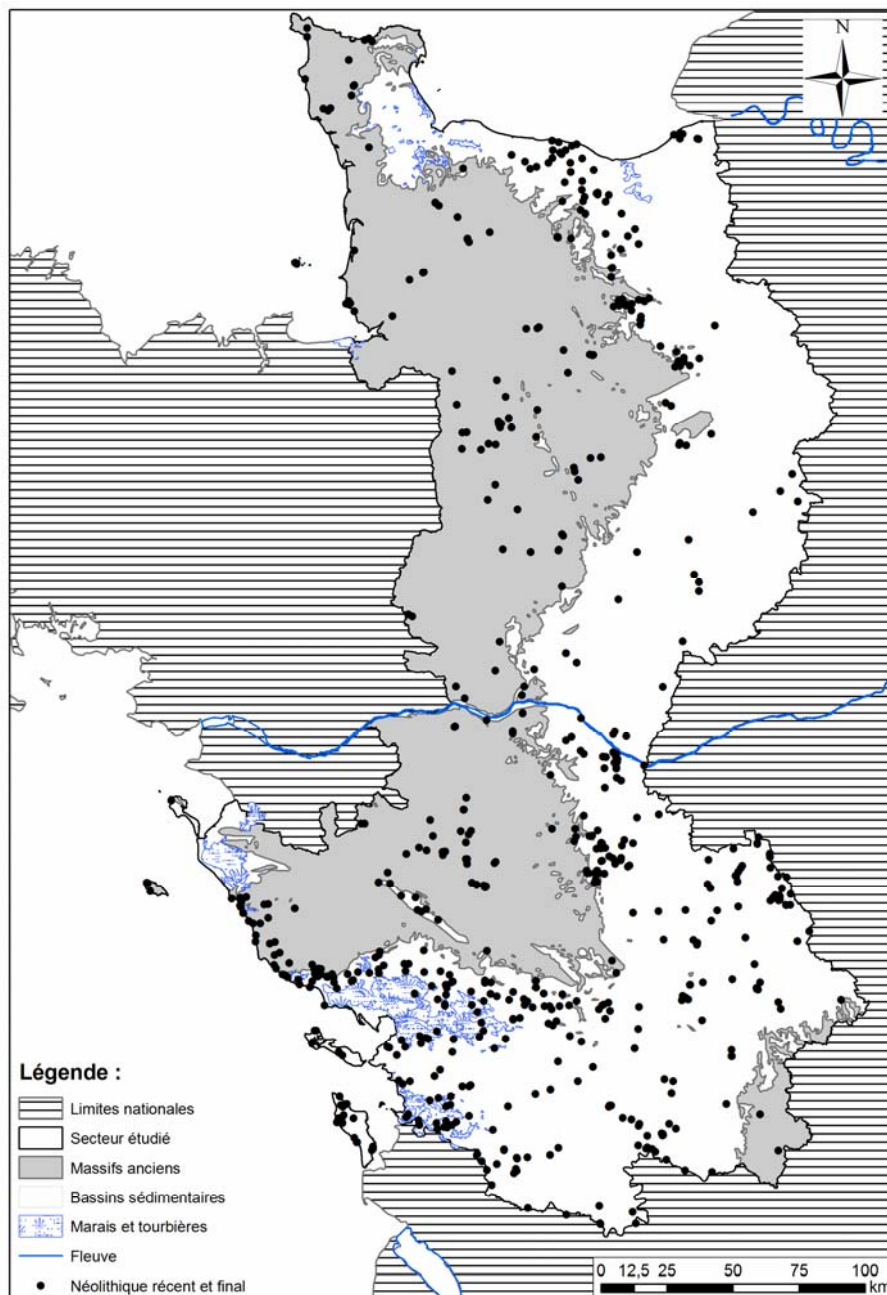 N
Légende :
Limites nationales
Secteur étudié
Massifs anciens
Bassins sédimentaires
Marais et tourbières
Fleuve
Néolithique récent et final
0 12,5 25 50 75 100
km